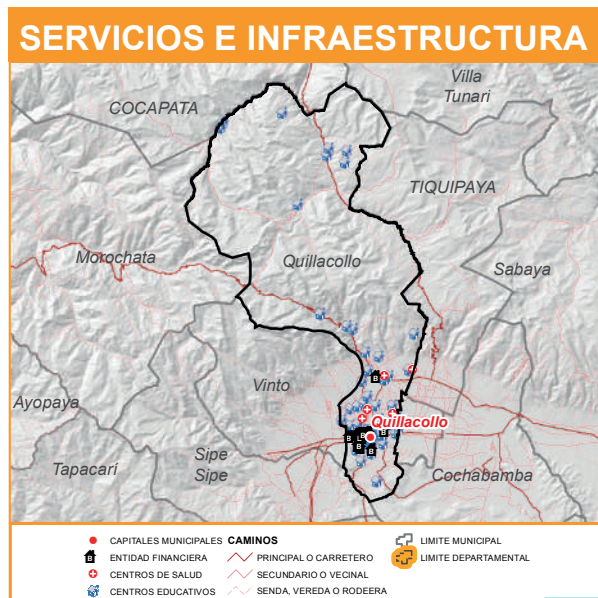 SERVICIOS E INFRAESTRUCTURA
Villa
Tunari
COCAPATA
TIQUIPAYA
Morochata
Quillacollo
Sabaya
Vinto
Ayopaya
Quillacollo
Sipe
Sipe
Tapacarí
Cochabamba
CAPITALES MUNICIPALES
ENTIDAD FINANCIERA
CENTROS DE SALUD
CENTROS EDUCATIVOS
CAMINOS
PRINCIPAL O CARRETERO
SECUNDARIO O VECINAL
SENDA, VEREDA O RODEERA
LIMITE MUNICIPAL
LIMITE DEPARTAMENTAL